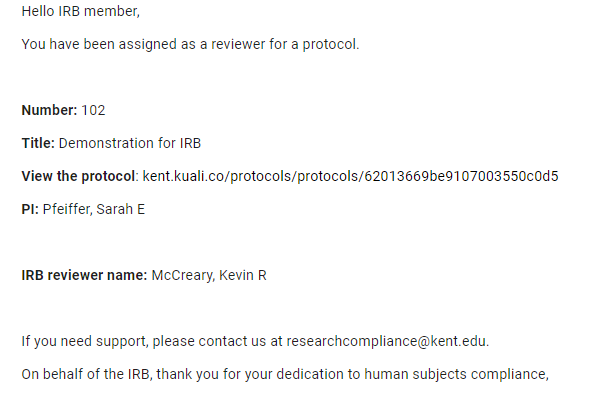 Hello IRB member,
You have been assigned as a reviewer for a protocol.
Number: 102
Title: Demonstration for IRB
View the protocol: kent.kuali.co/protocols/protocols/62013669be9107003550c0d5
PI: Pfeiffer, Sarah E
IRB reviewer name: McCreary, Kevin R
If you need support, please contact us at researchcompliance@kent.edu.
On behalf of the IRB, thank you for your dedication to human subjects compliance,